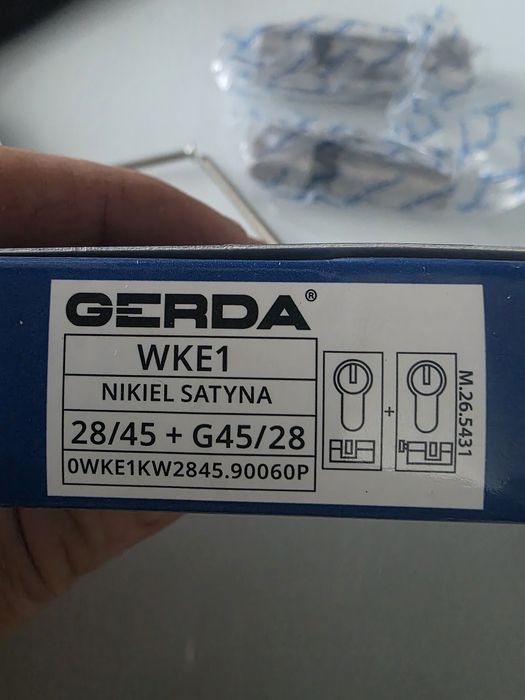 GERDA®
WKE1
NIKIEL SATYNA
28/45 + G45/28
0WKE1KW2845.90060P
+
M.26.5431